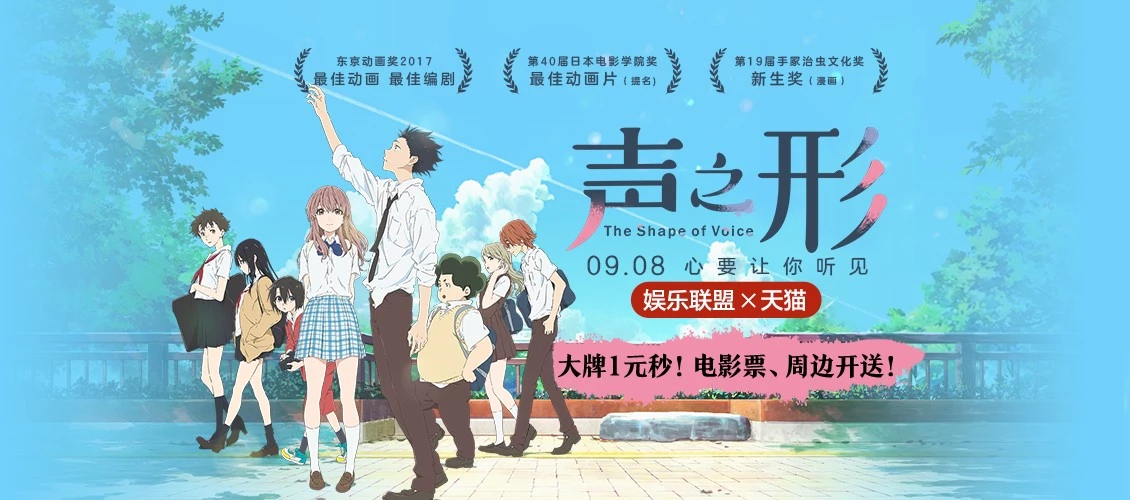 东京动画奖2017
最佳动画 最佳编剧
第40届日本电影学院奖
最佳动画片（提名）
第19届手冢治虫文化奖
新生奖（漫画）
声之形
The Shape of Voice
09.08 心要让你听见
娱乐联盟×天猫
大牌1元秒！电影票、周边开送！